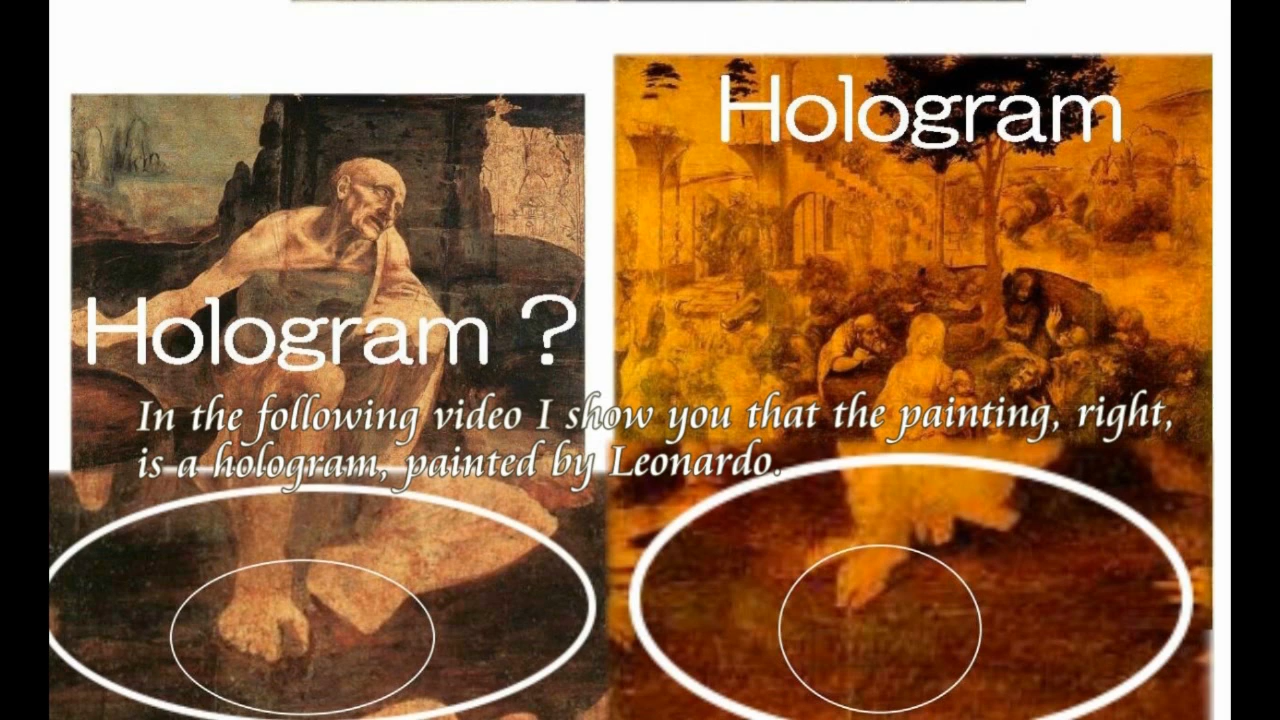 Hologram
Hologram ?
In the following video I show you that the painting, right,
is a hologram, painted by Leonardo.